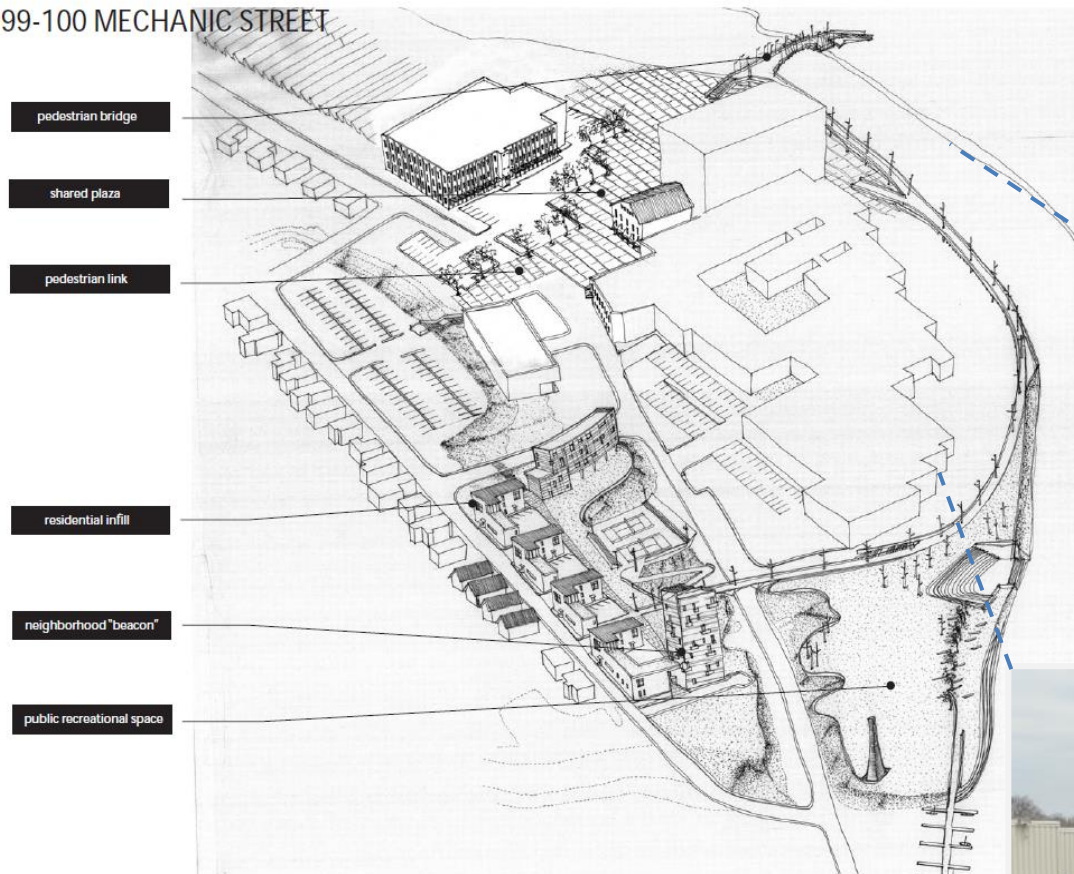 99-100 MECHANIC STREET
pedestrian bridge
shared plaza
pedestrian link
residential infill
neighborhood "beacon"
public recreational space